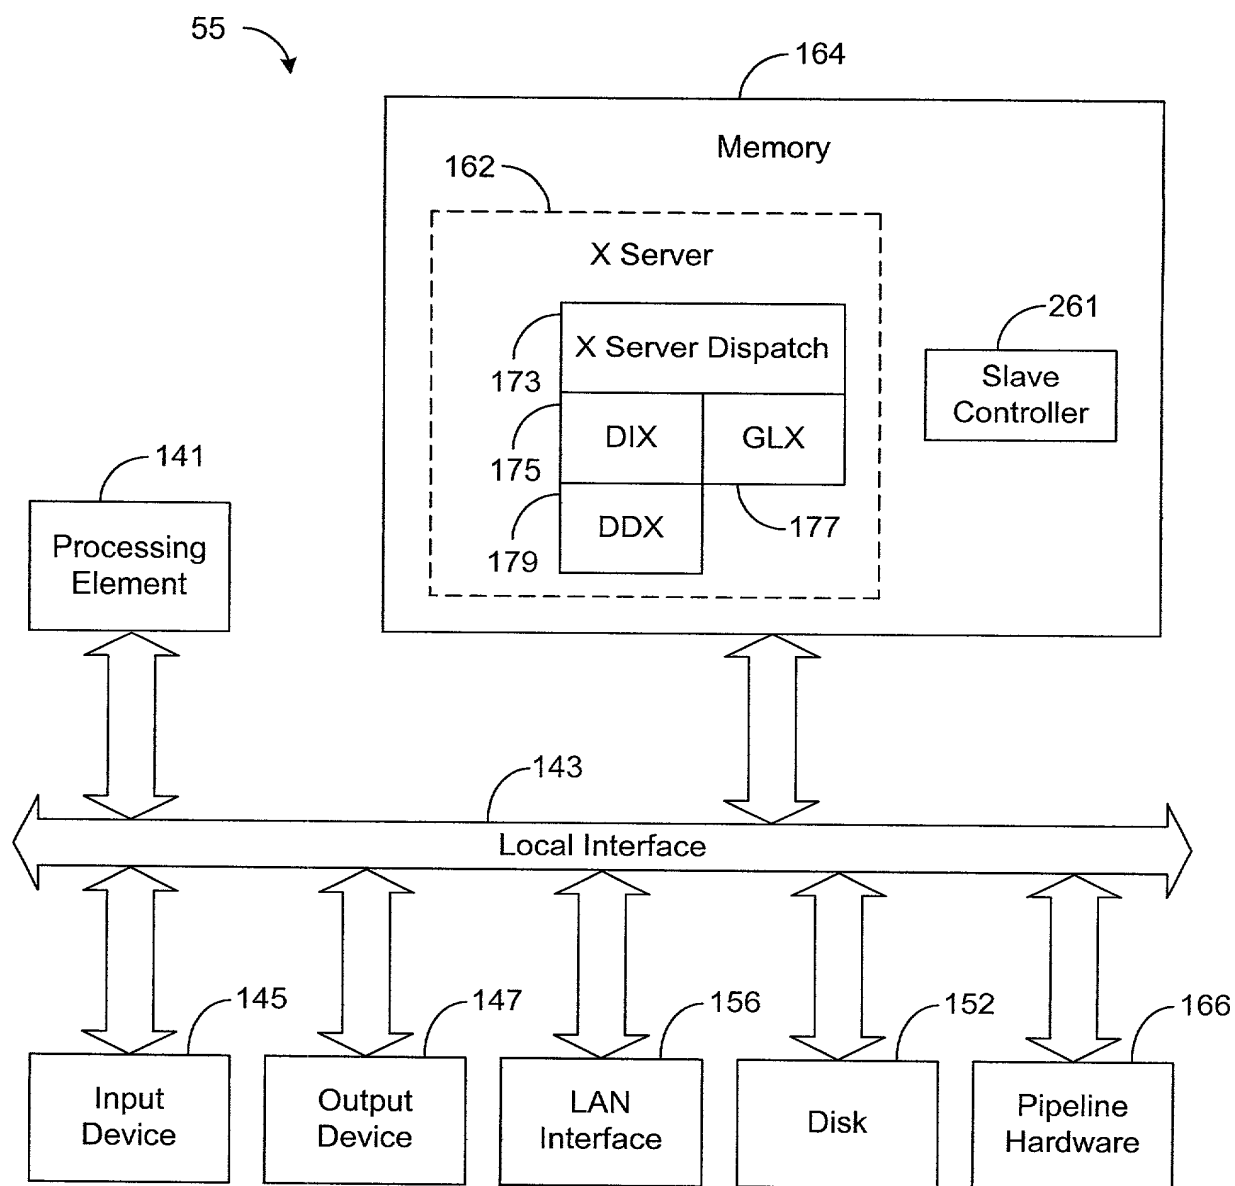 55
164
Memory
162
X Server
261
173
X Server Dispatch
Slave
Controller
175
DIX
GLX
141
177
179
DDX
Processing
Element
143
Local Interface
145
147
156
152
166
Input
Device
Output
Device
LAN
Interface
Disk
Pipeline
Hardware